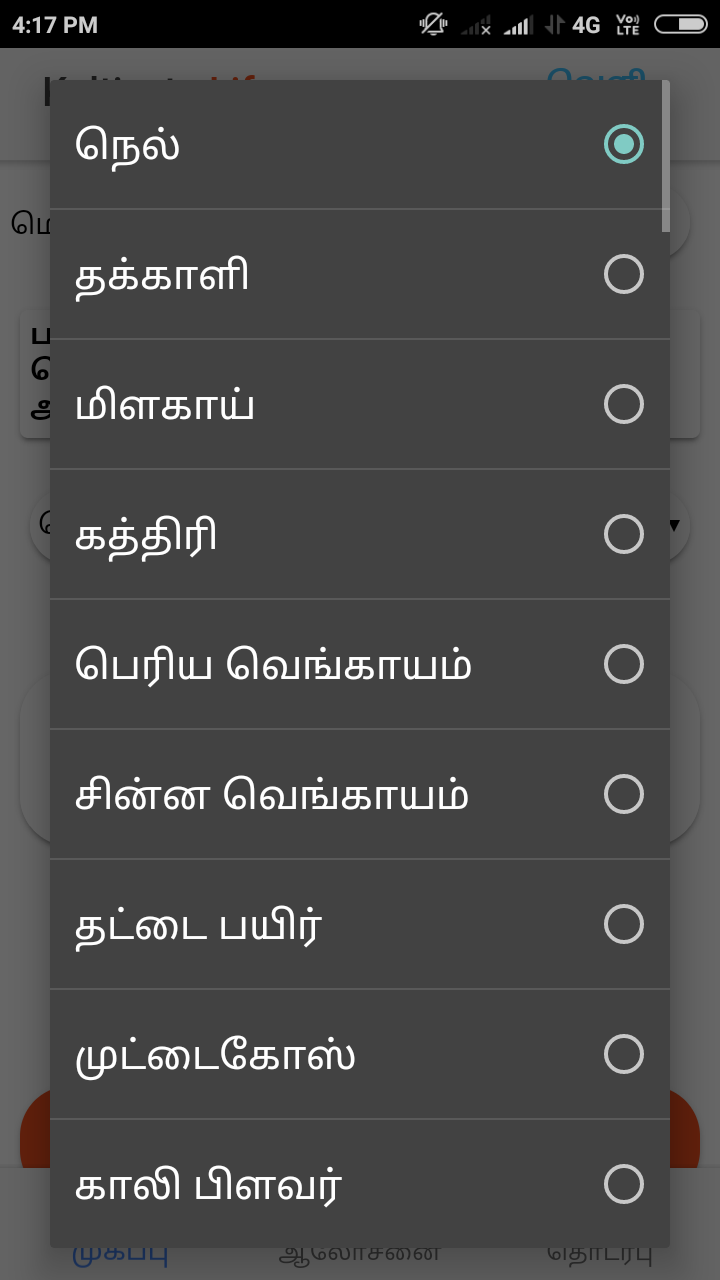 4:17 PM
4G
Vo)) LTE
நெல்
தக்காளி
மிளகாய்
கத்திரி
பெரிய வெங்காயம்
சின்ன வெங்காயம்
தட்டை பயிர்
முட்டைகோஸ்
காலி பிளவர்
முகப்பு ஆலோசனை தொடர்பு